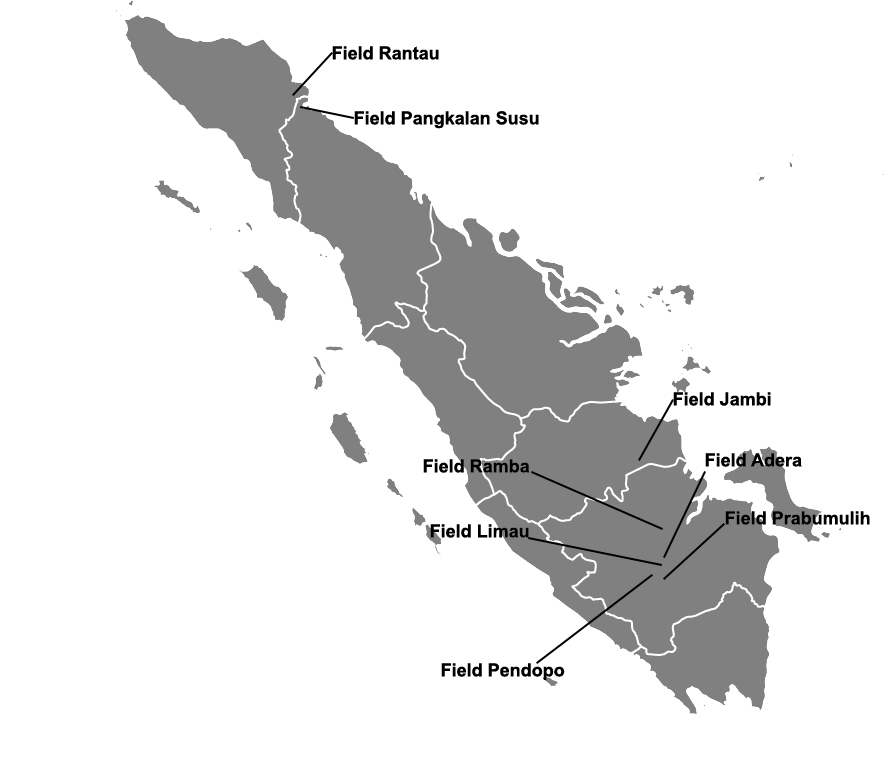 Field Rantau
Field Pangkalan Susu
Field Jambi
Field Adera
Field Ramba
Field Prabumulih
Field Limau
Field Pendopo